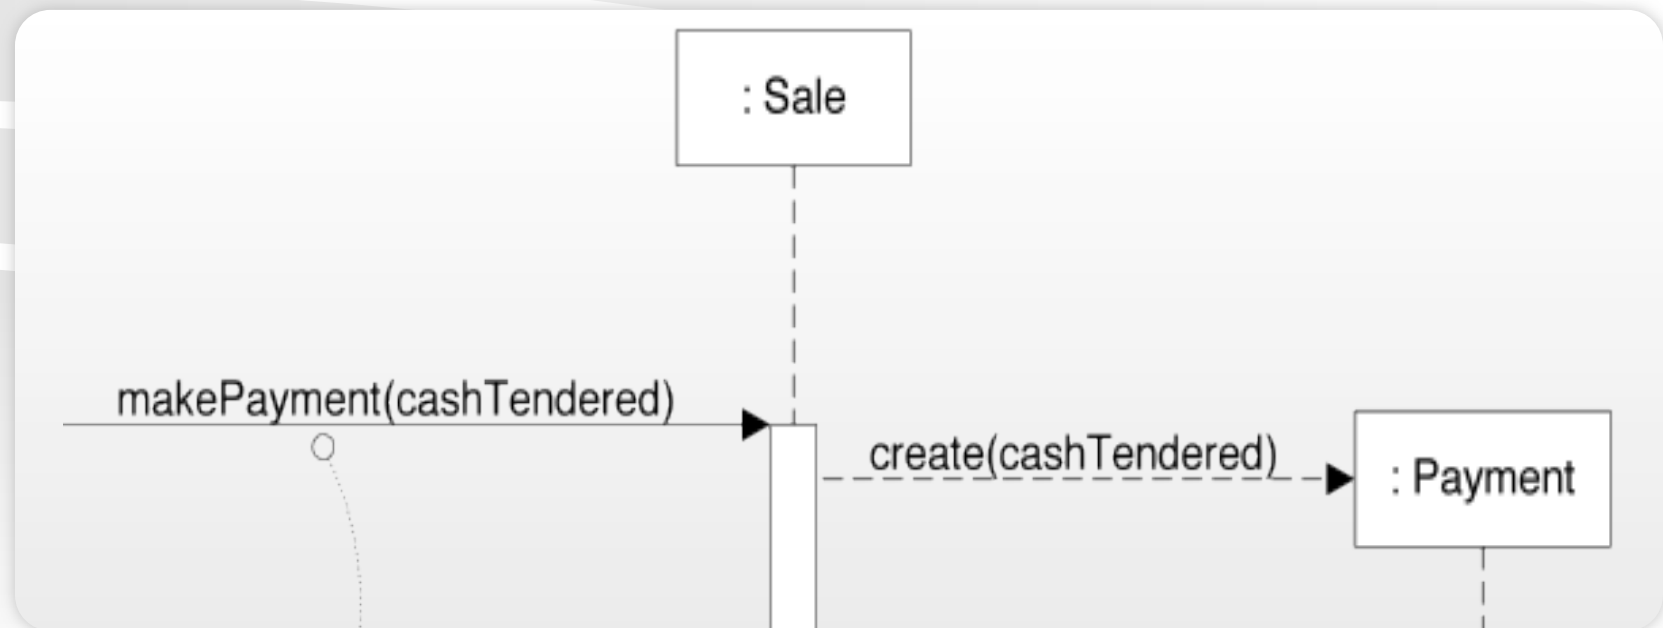 : Sale
makePayment(cashTendered)
create(cashTendered)
: Payment